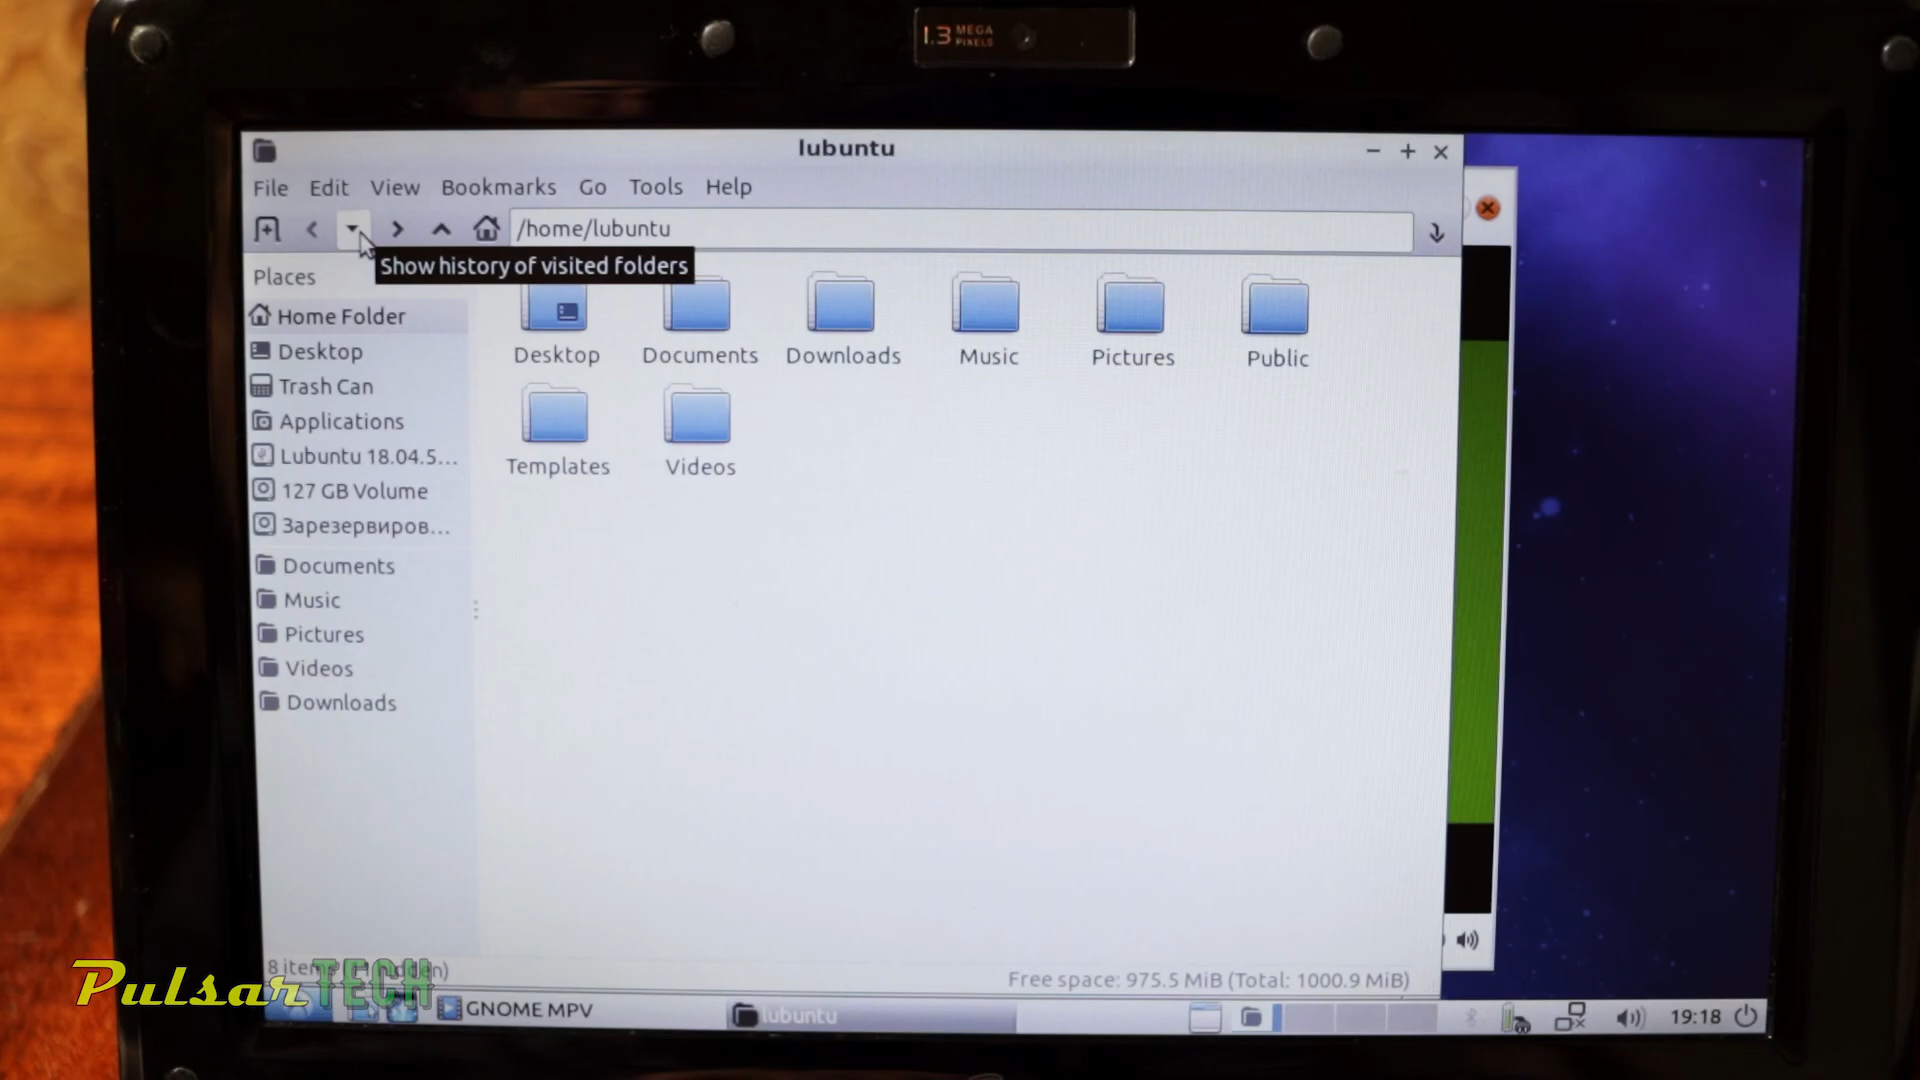 1.3 MEGA PIXELS
lubuntu
File Edit View Bookmarks Go Tools Help
/home/lubuntu
Show history of visited folders
Places
Home Folder
Desktop
Trash Can
Applications
Lubuntu 18.04.5...
127 GB Volume
Зарезервиров...
Documents
Music
Pictures
Videos
Downloads
Desktop Documents Downloads Music Pictures Public
Templates Videos
8 items
Free space: 975.5 MiB (Total: 1000.9 MiB)
Pulsar TECH
GNOME MPV lubuntu 19:18